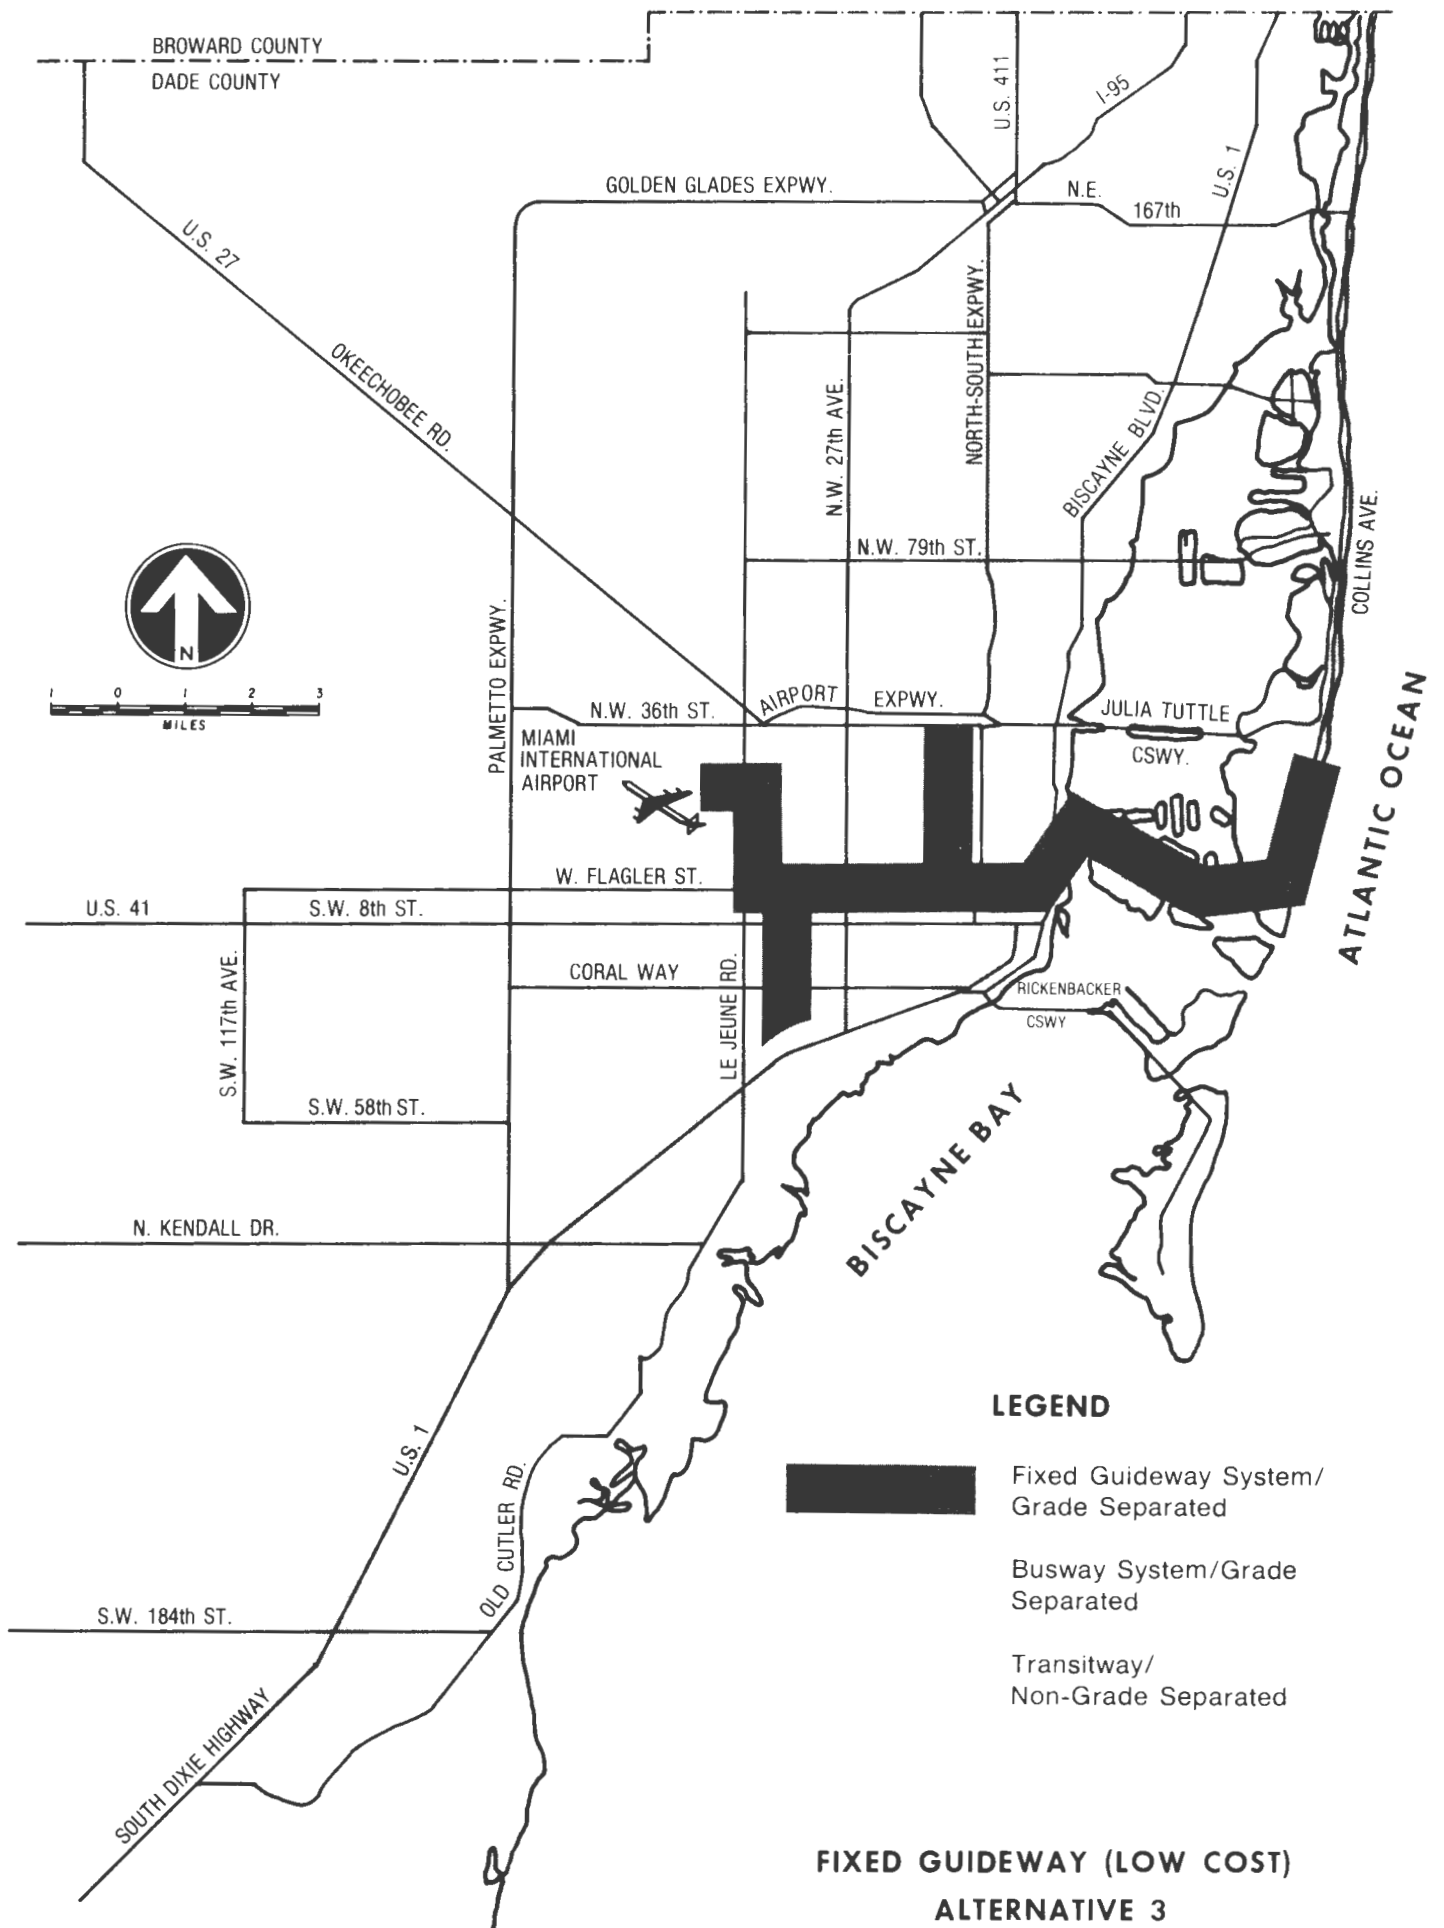 BROWARD COUNTY
DADE COUNTY
U.S. 411
I-95
U.S. 1
GOLDEN GLADES EXPWY.
N.E.
167th
U.S. 27
OKEECHOBEE RD.
NORTH-SOUTH EXPWY.
N.W. 27th AVE.
BISCAYNE BLVD.
COLLINS AVE.
N.W. 79th ST.
N
1 0 1 2 3
MILES
PALMETTO EXPWY.
N.W. 36th ST.
AIRPORT EXPWY.
JULIA TUTTLE
CSWY.
MIAMI
INTERNATIONAL
AIRPORT
ATLANTIC OCEAN
W. FLAGLER ST.
U.S. 41
S.W. 8th ST.
S.W. 117th AVE.
CORAL WAY
LE JEUNE RD.
RICKENBACKER
CSWY
S.W. 58th ST.
BISCAYNE BAY
N. KENDALL DR.
U.S. 1
OLD CUTLER RD.
S.W. 184th ST.
SOUTH DIXIE HIGHWAY
LEGEND
Fixed Guideway System/
Grade Separated
Busway System/Grade
Separated
Transitway/
Non-Grade Separated
FIXED GUIDEWAY (LOW COST)
ALTERNATIVE 3